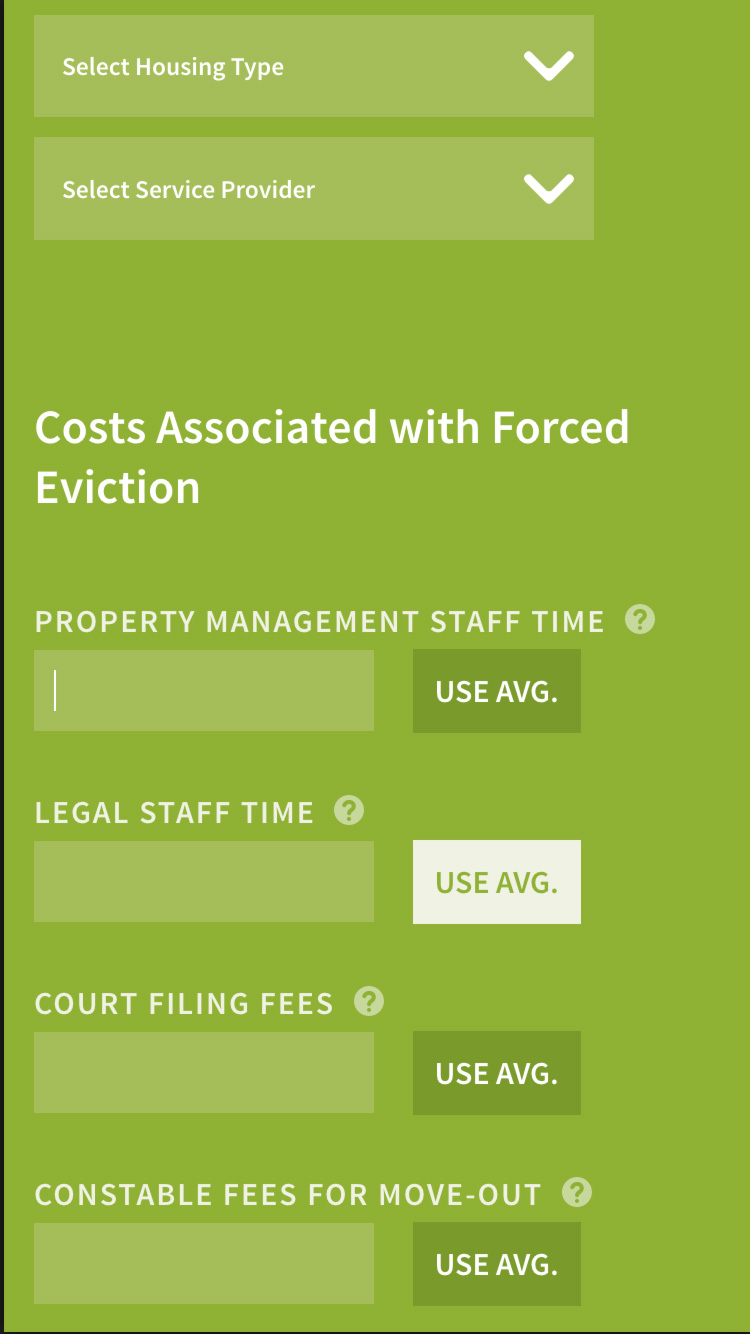 Select Housing Type
Select Service Provider
Costs Associated with Forced
Eviction
PROPERTY MANAGEMENT STAFF TIME ?
USE AVG.
LEGAL STAFF TIME ?
USE AVG.
COURT FILING FEES ?
USE AVG.
CONSTABLE FEES FOR MOVE-OUT ?
USE AVG.